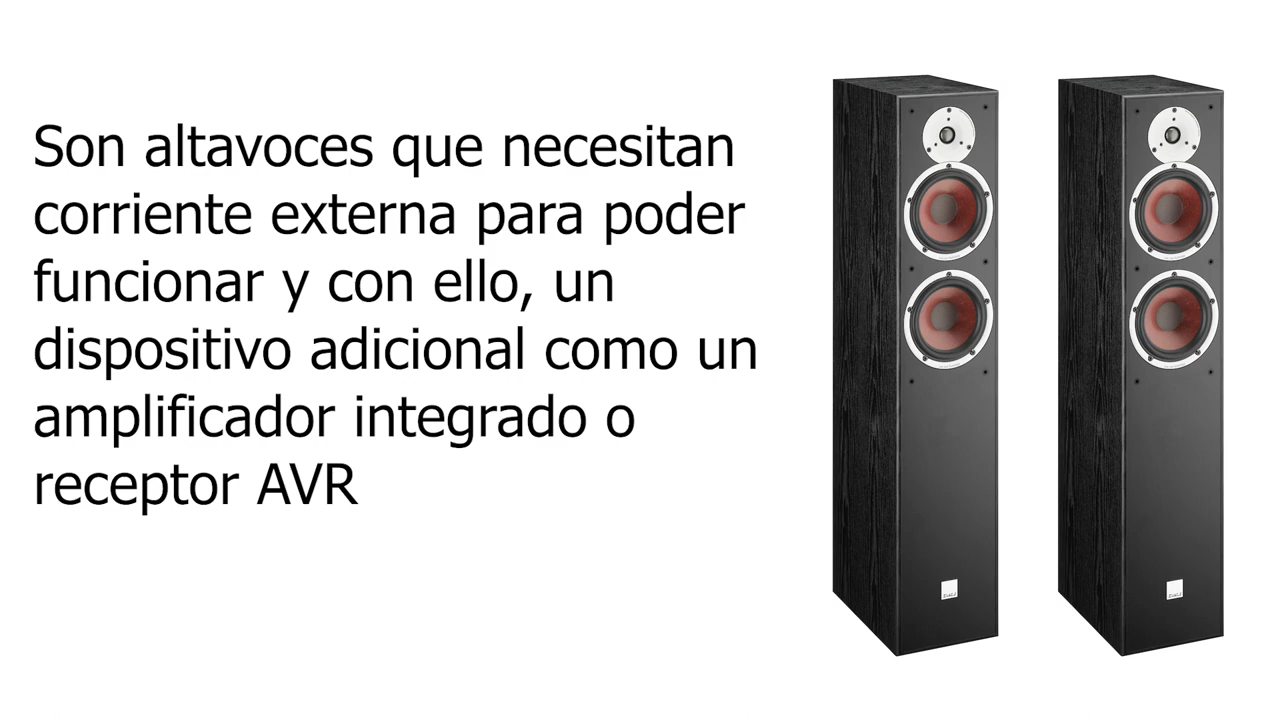 Son altavoces que necesitan
corriente externa para poder
funcionar y con ello, un
dispositivo adicional como un
amplificador integrado o
receptor AVR